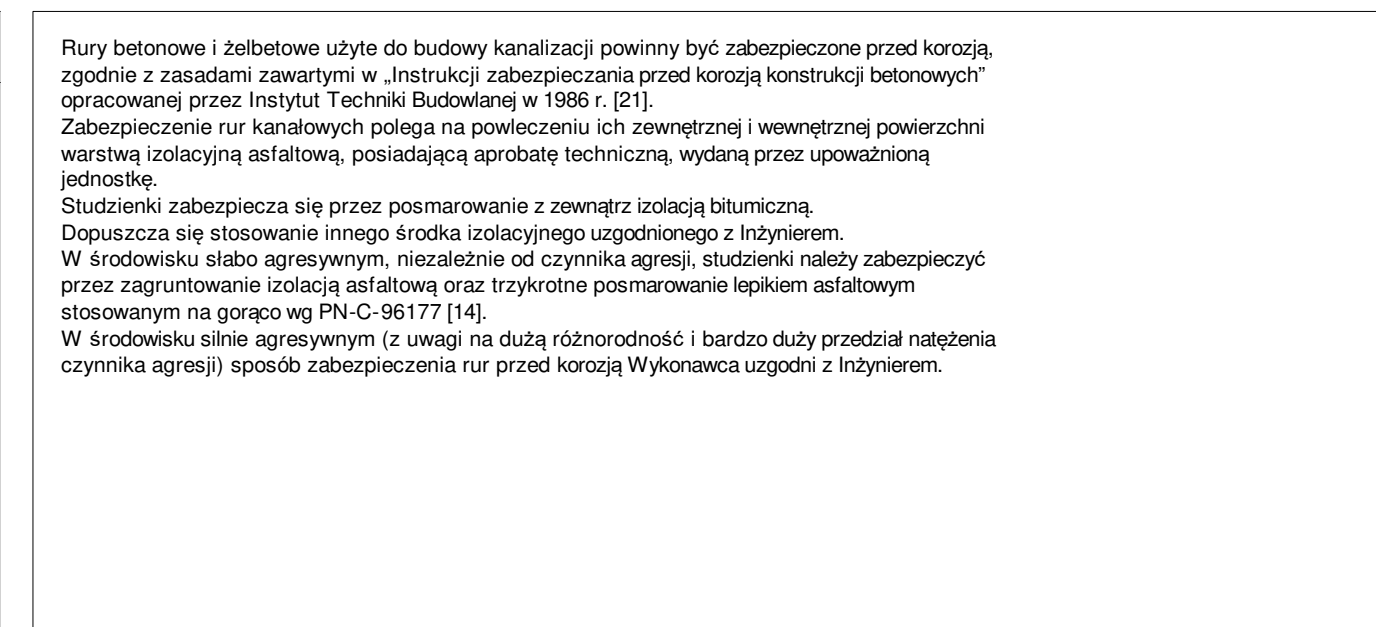 Rury betonowe i żelbetowe użyte do budowy kanalizacji powinny być zabezpieczone przed korozją,
zgodnie z zasadami zawartymi w „Instrukcji zabezpieczania przed korozją konstrukcji betonowych”
opracowanej przez Instytut Techniki Budowlanej w 1986 r. [21].
Zabezpieczenie rur kanałowych polega na powleczeniu ich zewnętrznej i wewnętrznej powierzchni
warstwą izolacyjną asfaltową, posiadającą aprobatę techniczną, wydaną przez upoważnioną
jednostkę.
Studzienki zabezpiecza się przez posmarowanie z zewnątrz izolacją bitumiczną.
Dopuszcza się stosowanie innego środka izolacyjnego uzgodnionego z Inżynierem.
W środowisku słabo agresywnym, niezależnie od czynnika agresji, studzienki należy zabezpieczyć
przez zagruntowanie izolacją asfaltową oraz trzykrotne posmarowanie lepikiem asfaltowym
stosowanym na gorąco wg PN-C-96177 [14].
W środowisku silnie agresywnym (z uwagi na dużą różnorodność i bardzo duży przedział natężenia
czynnika agresji) sposób zabezpieczenia rur przed korozją Wykonawca uzgodni z Inżynierem.